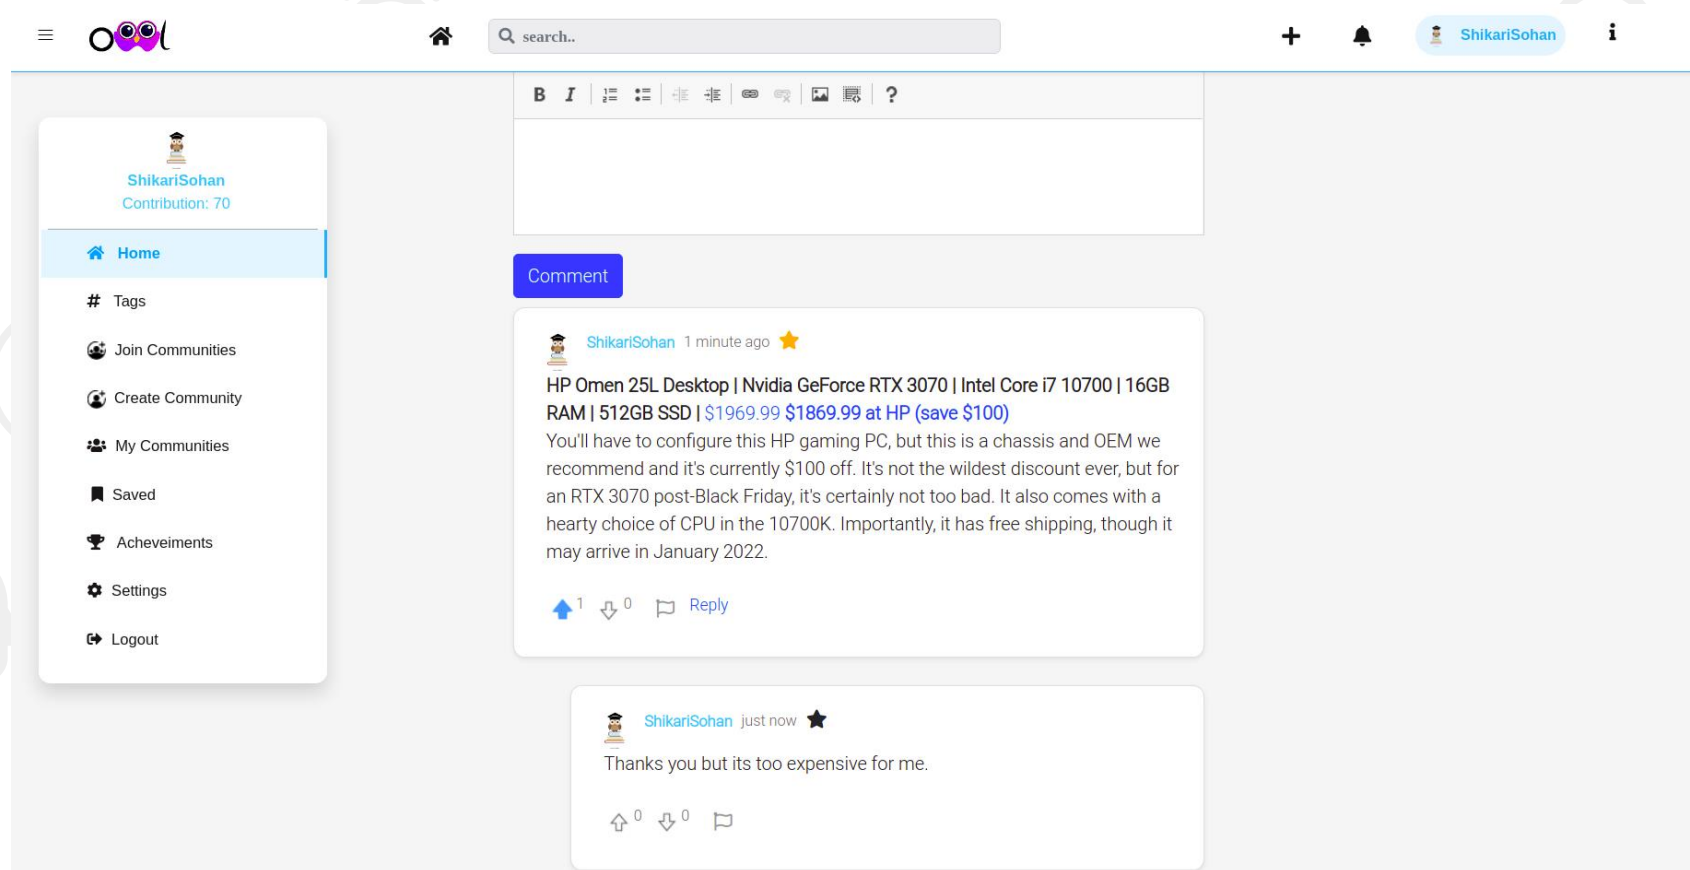 OwL
search..
ShikariSohan
B I ?
ShikariSohan
Contribution: 70
Home
Tags
Join Communities
Create Community
My Communities
Saved
Acheveiments
Settings
Logout
Comment
ShikariSohan 1 minute ago
HP Omen 25L Desktop | Nvidia GeForce RTX 3070 | Intel Core i7 10700 | 16GB
RAM | 512GB SSD | $1969.99 $1869.99 at HP (save $100)
You'll have to configure this HP gaming PC, but this is a chassis and OEM we
recommend and it's currently $100 off. It's not the wildest discount ever, but for
an RTX 3070 post-Black Friday, it's certainly not too bad. It also comes with a
hearty choice of CPU in the 10700K. Importantly, it has free shipping, though it
may arrive in January 2022.
1 0 Reply
ShikariSohan just now
Thanks you but its too expensive for me.
0 0